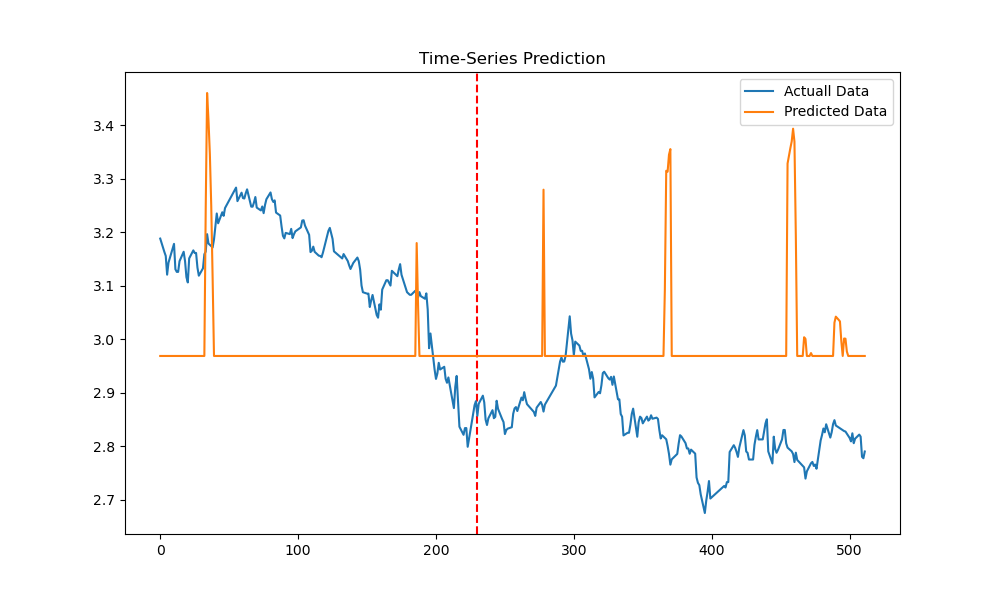 Time-Series Prediction
Actuall Data
Predicted Data
3.4
3.3
3.2
3.1
3.0
2.9
2.8
2.7
0 100 200 300 400 500